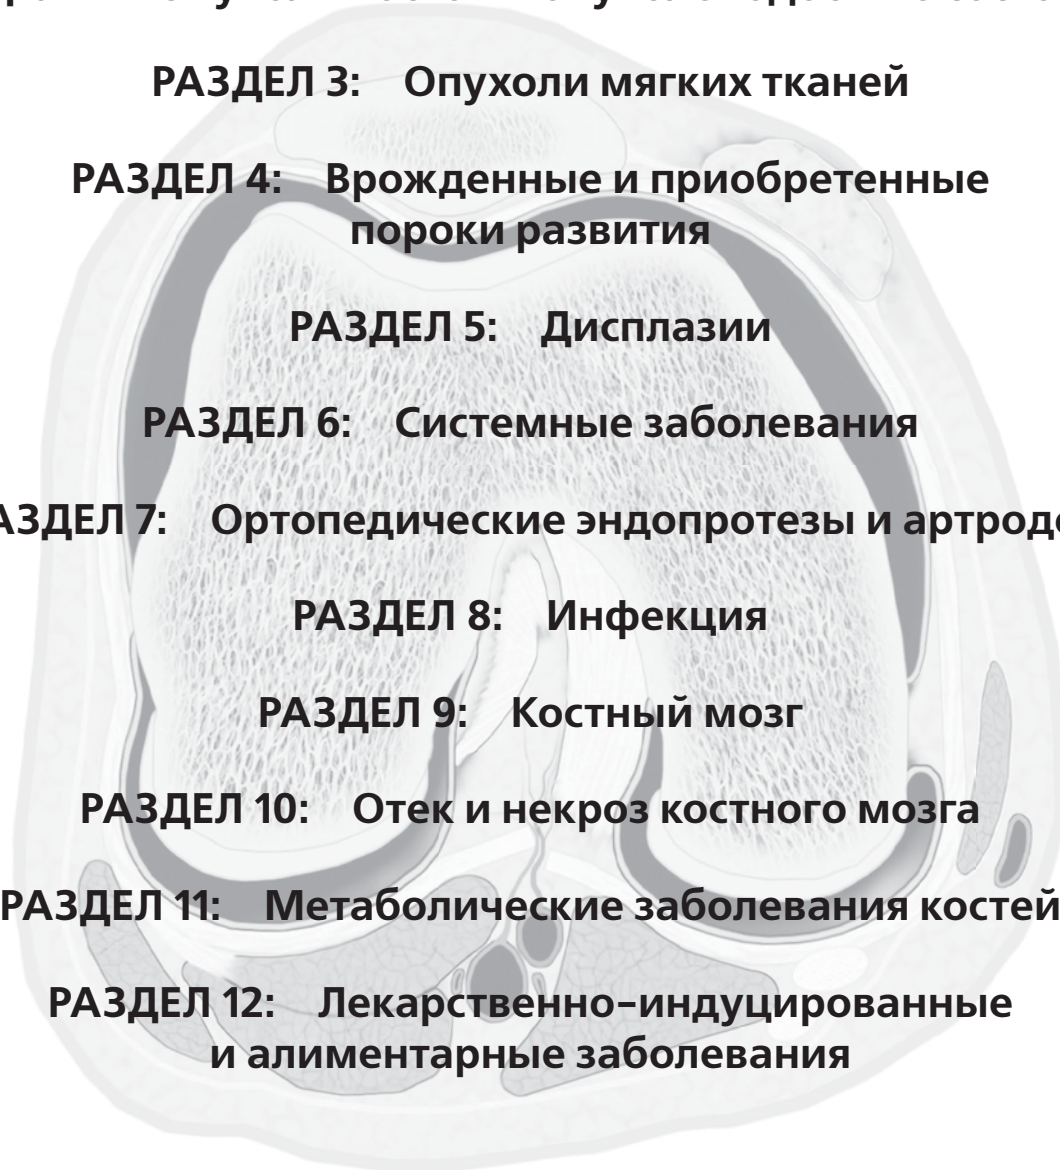 РАЗДЕЛ 3: Опухоли мягких тканей
РАЗДЕЛ 4: Врожденные и приобретенные
пороки развития
РАЗДЕЛ 5: Дисплазии
РАЗДЕЛ 6: Системные заболевания
7: Ортопедические эндопротезы и
РАЗДЕЛ 8: Инфекция
РАЗДЕЛ 9: Костный мозг
РАЗДЕЛ 10: Отек и некроз костного мозга
РАЗДЕЛ 11: Метаболические заболевания костей
РАЗДЕЛ 12: Лекарственно-индуцированные
и алиментарные заболевания